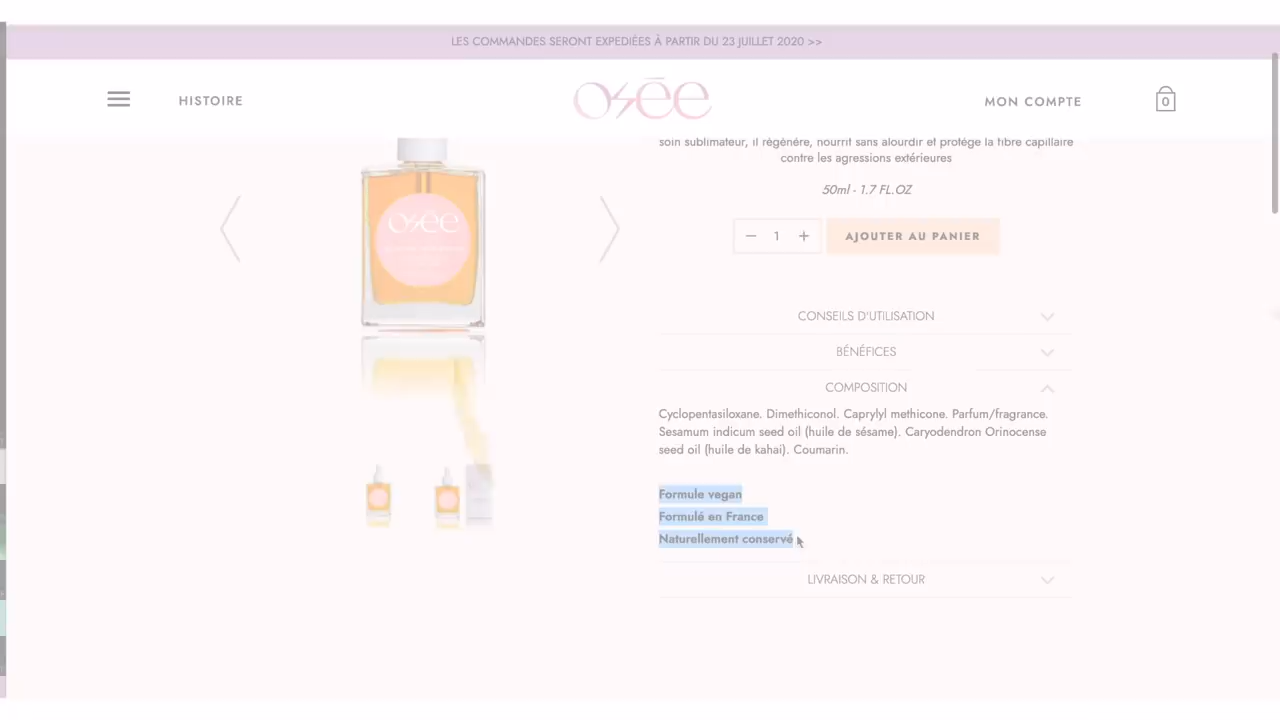 LES COMMANDES SERONT EXPEDIÉES À PARTIR DU 23 JUILLET 2020 >>
HISTOIRE
osēe
MON COMPTE
0
soin sublimateur, il régénère, nourrit sans alourdir et protège la fibre capillaire
contre les agressions extérieures
50ml - 1.7 FL.OZ
osēe
1
AJOUTER AU PANIER
CONSEILS D'UTILISATION
BÉNÉFICES
COMPOSITION
Cyclopentasiloxane. Dimethiconol. Caprylyl methicone. Parfum/fragrance.
Sesamum indicum seed oil (huile de sésame). Caryodendron Orinocense
seed oil (huile de kahai). Coumarin.
Formule vegan
Formulé en France
Naturellement conservé
LIVRAISON & RETOUR